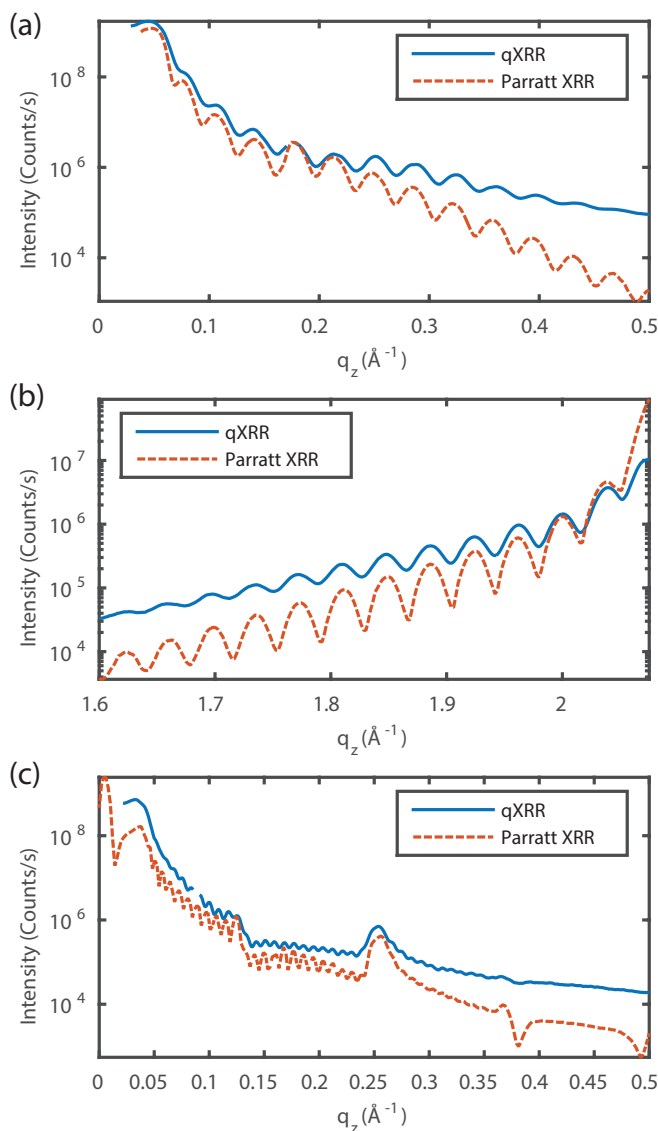 (a)
qXRR
Parratt XRR
10^8
10^6
10^4
Intensity (Counts/s)
0 0.1 0.2 0.3 0.4 0.5
q_z (Å^-1)
(b)
qXRR
Parratt XRR
10^7
10^6
10^5
10^4
Intensity (Counts/s)
1.6 1.7 1.8 1.9 2
q_z (Å^-1)
(c)
qXRR
Parratt XRR
10^8
10^6
10^4
Intensity (Counts/s)
0 0.05 0.1 0.15 0.2 0.25 0.3 0.35 0.4 0.45 0.5
q_z (Å^-1)